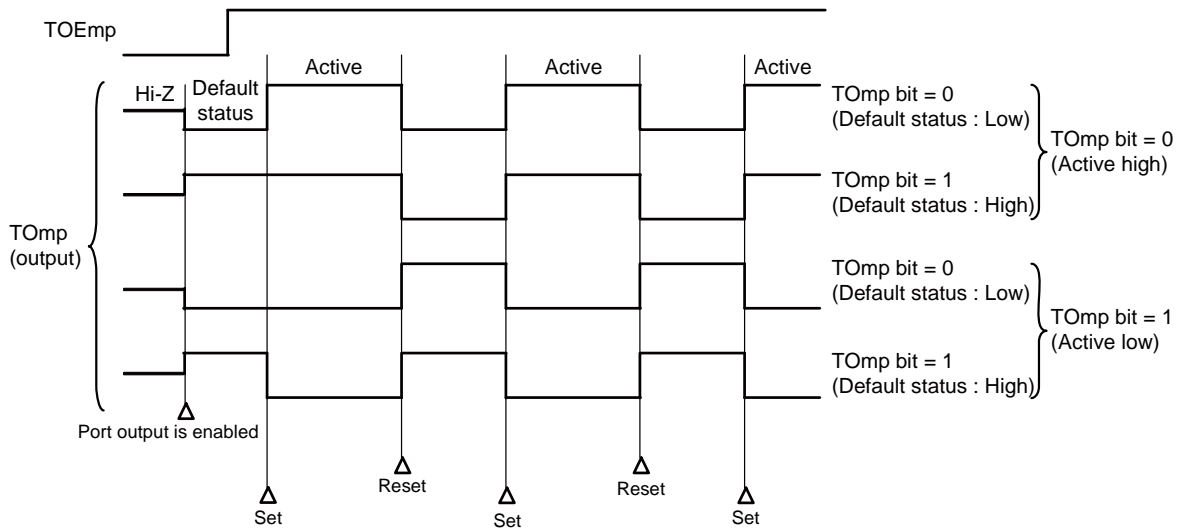 TOEmp
Hi-Z
Default
status
Active
Active
Active
TOmp
(output)
TOmp bit = 0
(Default status : Low)
TOmp bit = 1
(Default status : High)
TOmp bit = 0
(Active high)
TOmp bit = 0
(Default status : Low)
TOmp bit = 1
(Default status : High)
TOmp bit = 1
(Active low)
Port output is enabled
Set
Reset
Set
Reset
Set